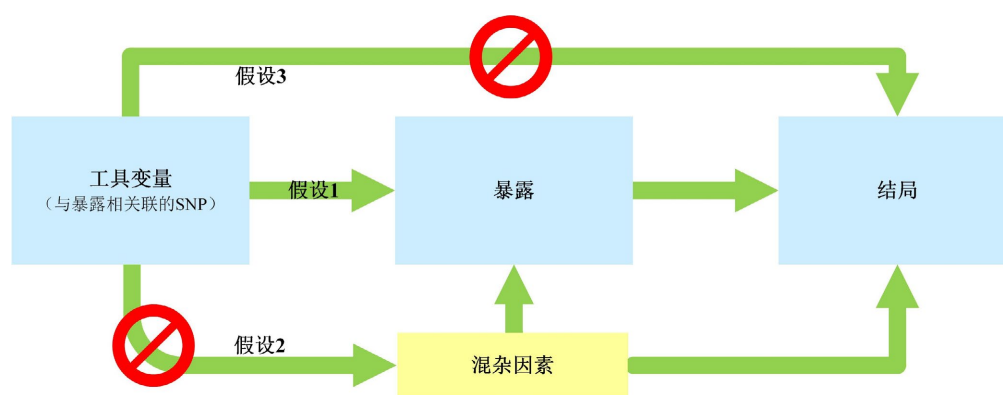 假设3
工具变量
（与暴露相关联的SNP）
假设1
暴露
结局
假设2
混杂因素